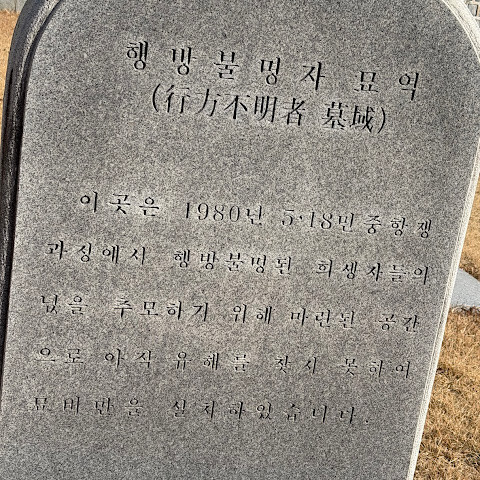 행방불명자 묘역
(行方不明者 墓域)
이곳은 1980년 5·18민중항쟁
과정에서 행방불명된 희생자들의
넋을 추모하기 위해 마련된 공간
으로 아직 유해를 찾지 못하여
묘비만을 설치하였습니다.